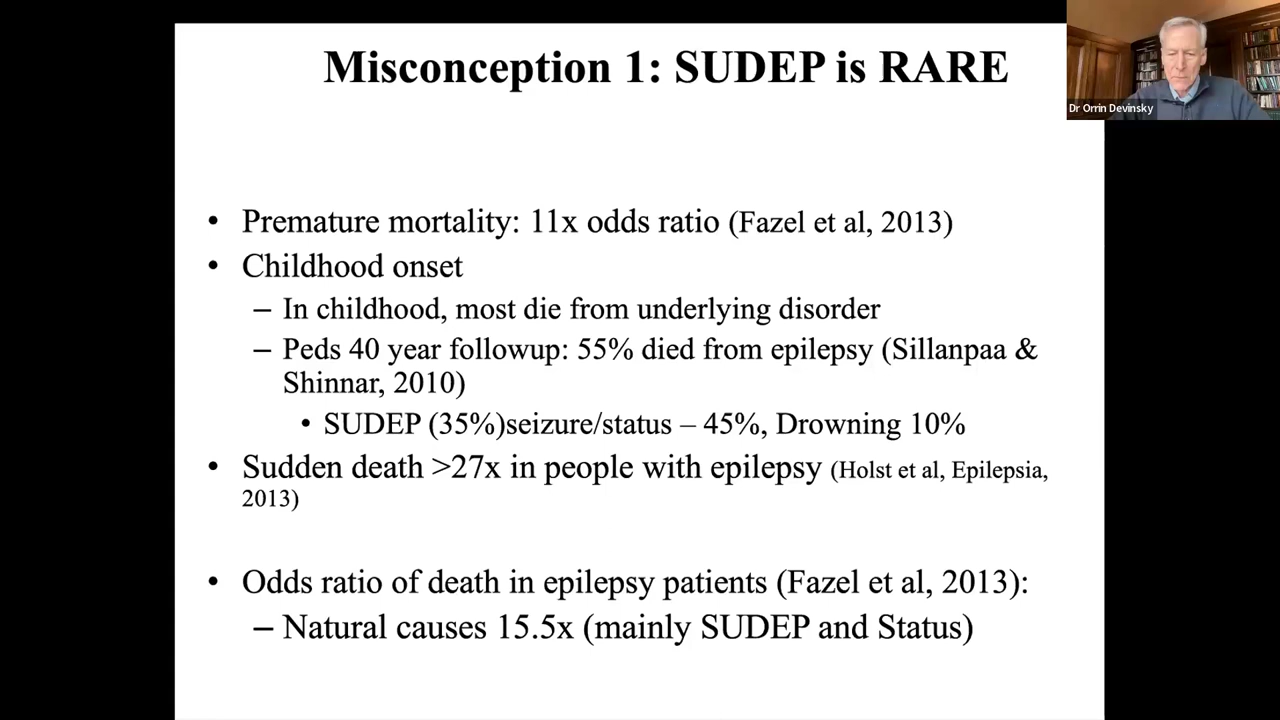 Misconception 1: SUDEP is RARE
Dr Orrin Devinsky
• Premature mortality: 11x odds ratio (Fazel et al, 2013)
• Childhood onset
– In childhood, most die from underlying disorder
– Peds 40 year followup: 55% died from epilepsy (Sillanpaa &
Shinnar, 2010)
• SUDEP (35%)seizure/status – 45%, Drowning 10%
• Sudden death >27x in people with epilepsy (Holst et al, Epilepsia,
2013)
• Odds ratio of death in epilepsy patients (Fazel et al, 2013):
– Natural causes 15.5x (mainly SUDEP and Status)